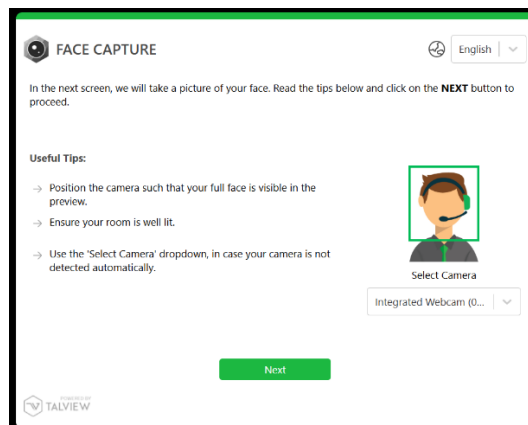 FACE CAPTURE
English
In the next screen, we will take a picture of your face. Read the tips below and click on the NEXT button to
proceed.
Useful Tips:
→ Position the camera such that your full face is visible in the
preview.
→ Ensure your room is well lit.
→ Use the 'Select Camera' dropdown, in case your camera is not
detected automatically.
Select Camera
Integrated Webcam (0...
Next
POWERED BY
TALVIEW